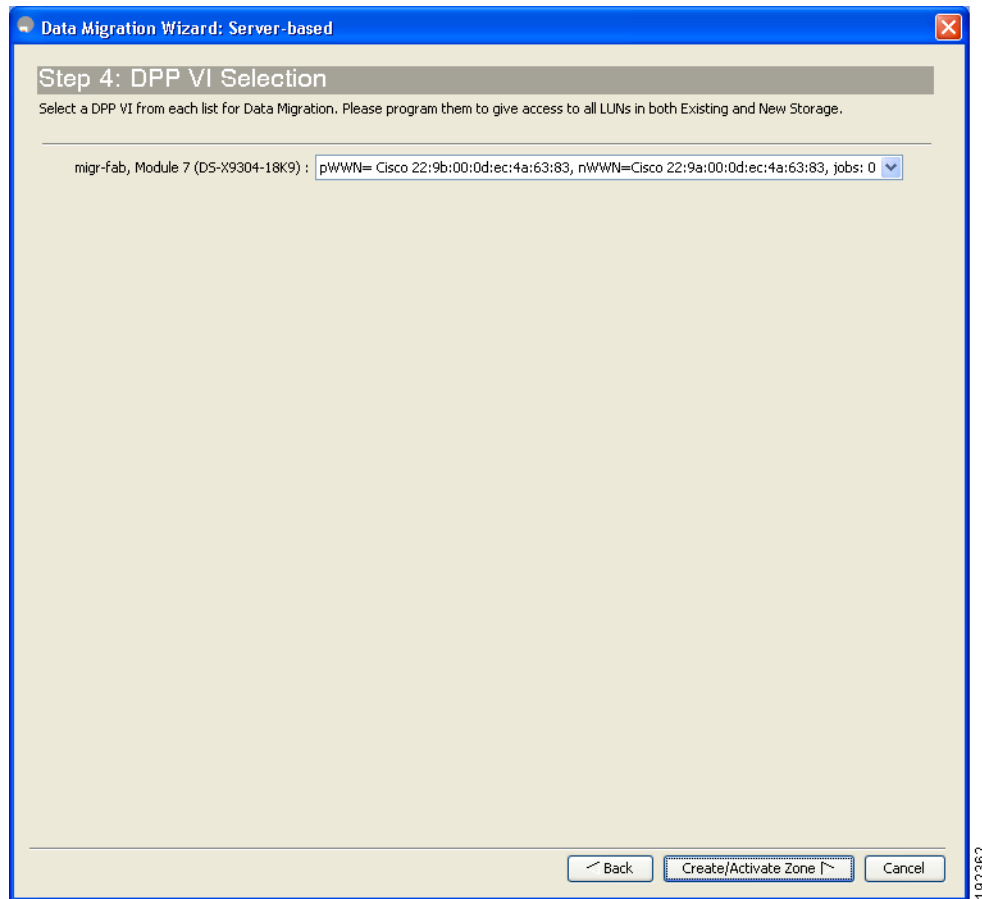 Data Migration Wizard: Server-based
Step 4: DPP VI Selection
Select a DPP VI from each list for Data Migration. Please program them to give access to all LUNs in both Existing and New Storage.
migr-fab, Module 7 (DS-X9304-18K9) : pWWN= Cisco 22:9b:00:0d:ec:4a:63:83, nWWN=Cisco 22:9a:00:0d:ec:4a:63:83, jobs: 0
Back Create/Activate Zone Cancel
192362